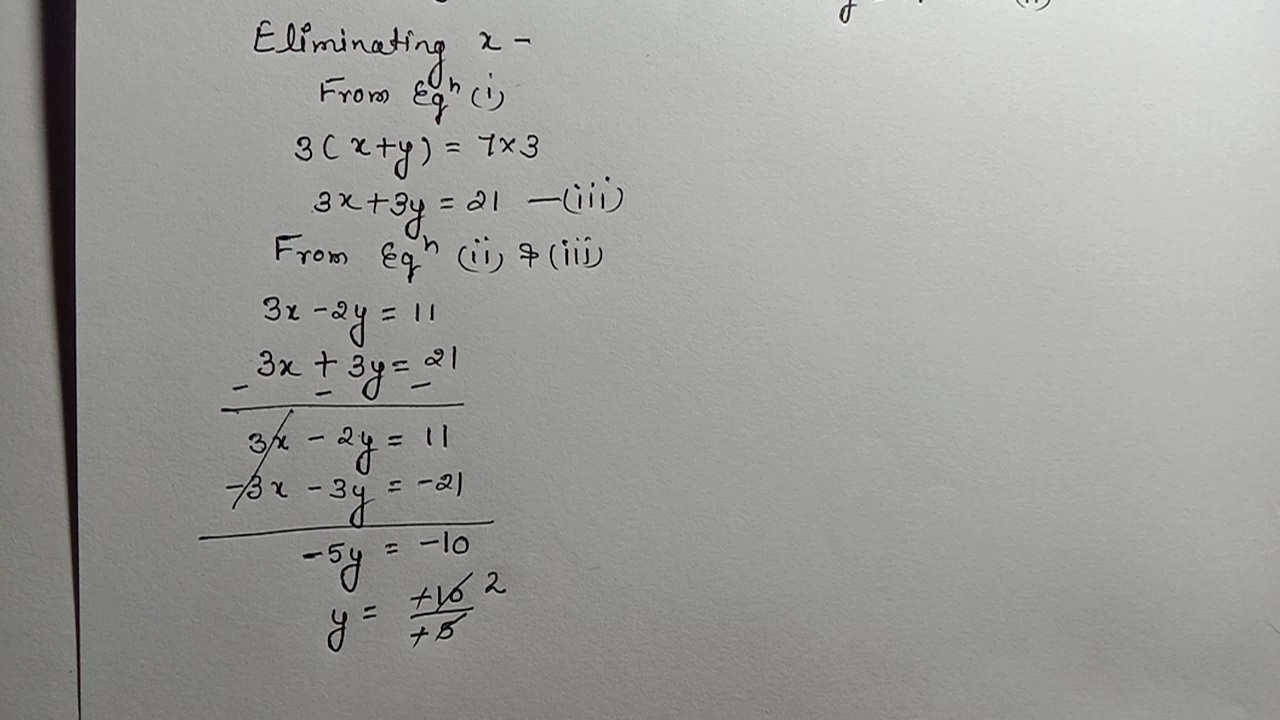 (ii)
Eliminating x -
From Eqⁿ (i)
3(x+y) = 7×3
3x+3y = 21 —(iii)
From Eqⁿ (ii) & (iii)
3x - 2y = 11
3x + 3y = 21
- - -
3x - 2y = 11
-3x - 3y = -21
-5y = -10
y = +10/+5 2